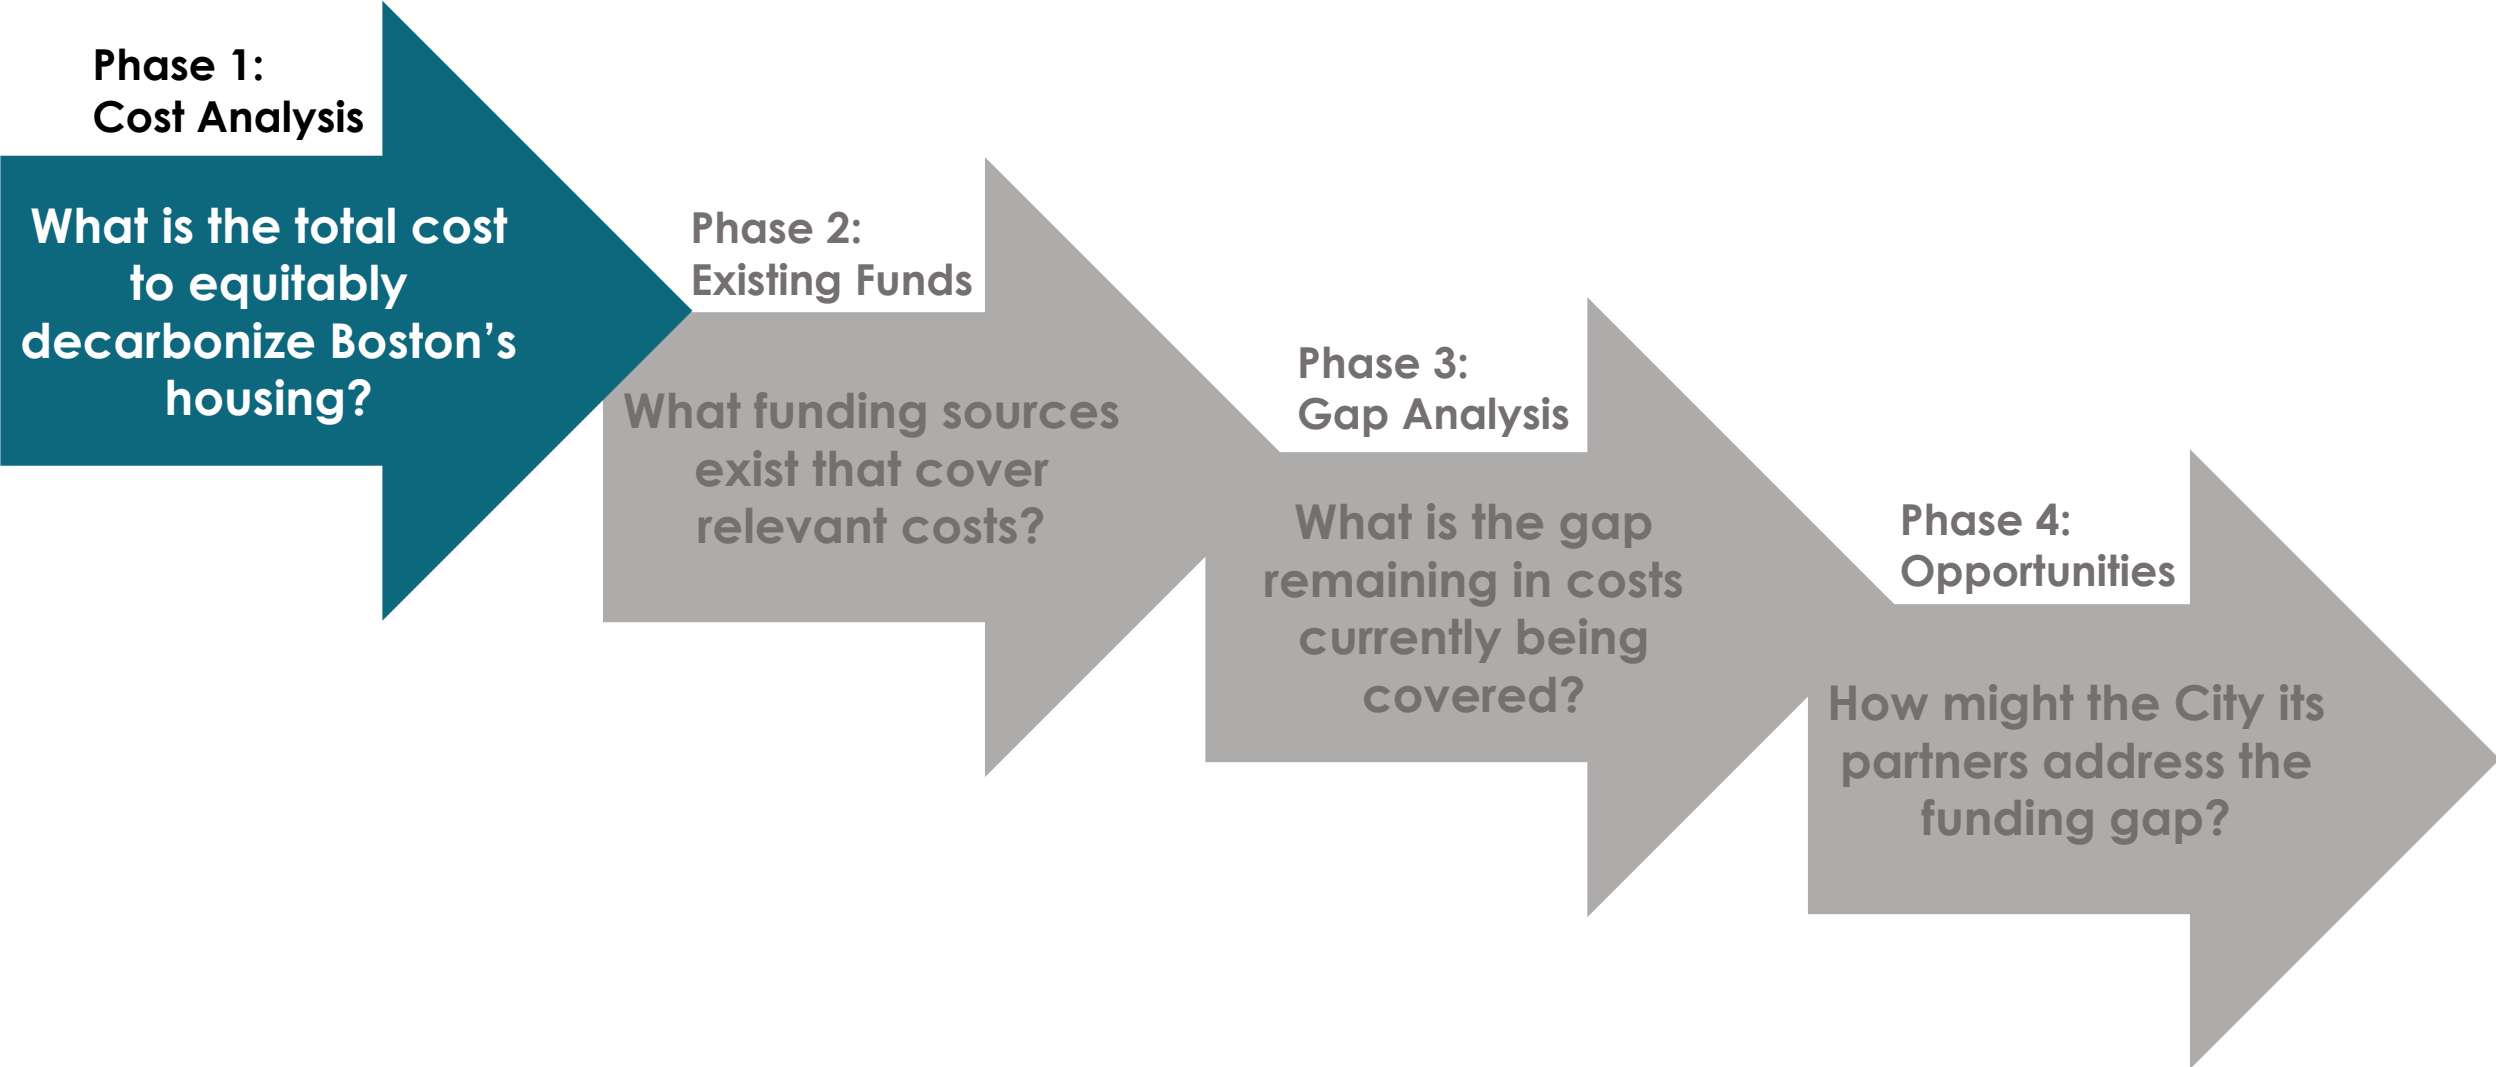 Phase 1:
Cost Analysis
What is the total cost
to equitably
decarbonize Boston’s
housing?
Phase 2:
Existing Funds
What funding sources
exist that cover
relevant costs?
Phase 3:
Gap Analysis
What is the gap
remaining in costs
currently being
covered?
Phase 4:
Opportunities
How might the City its
partners address the
funding gap?